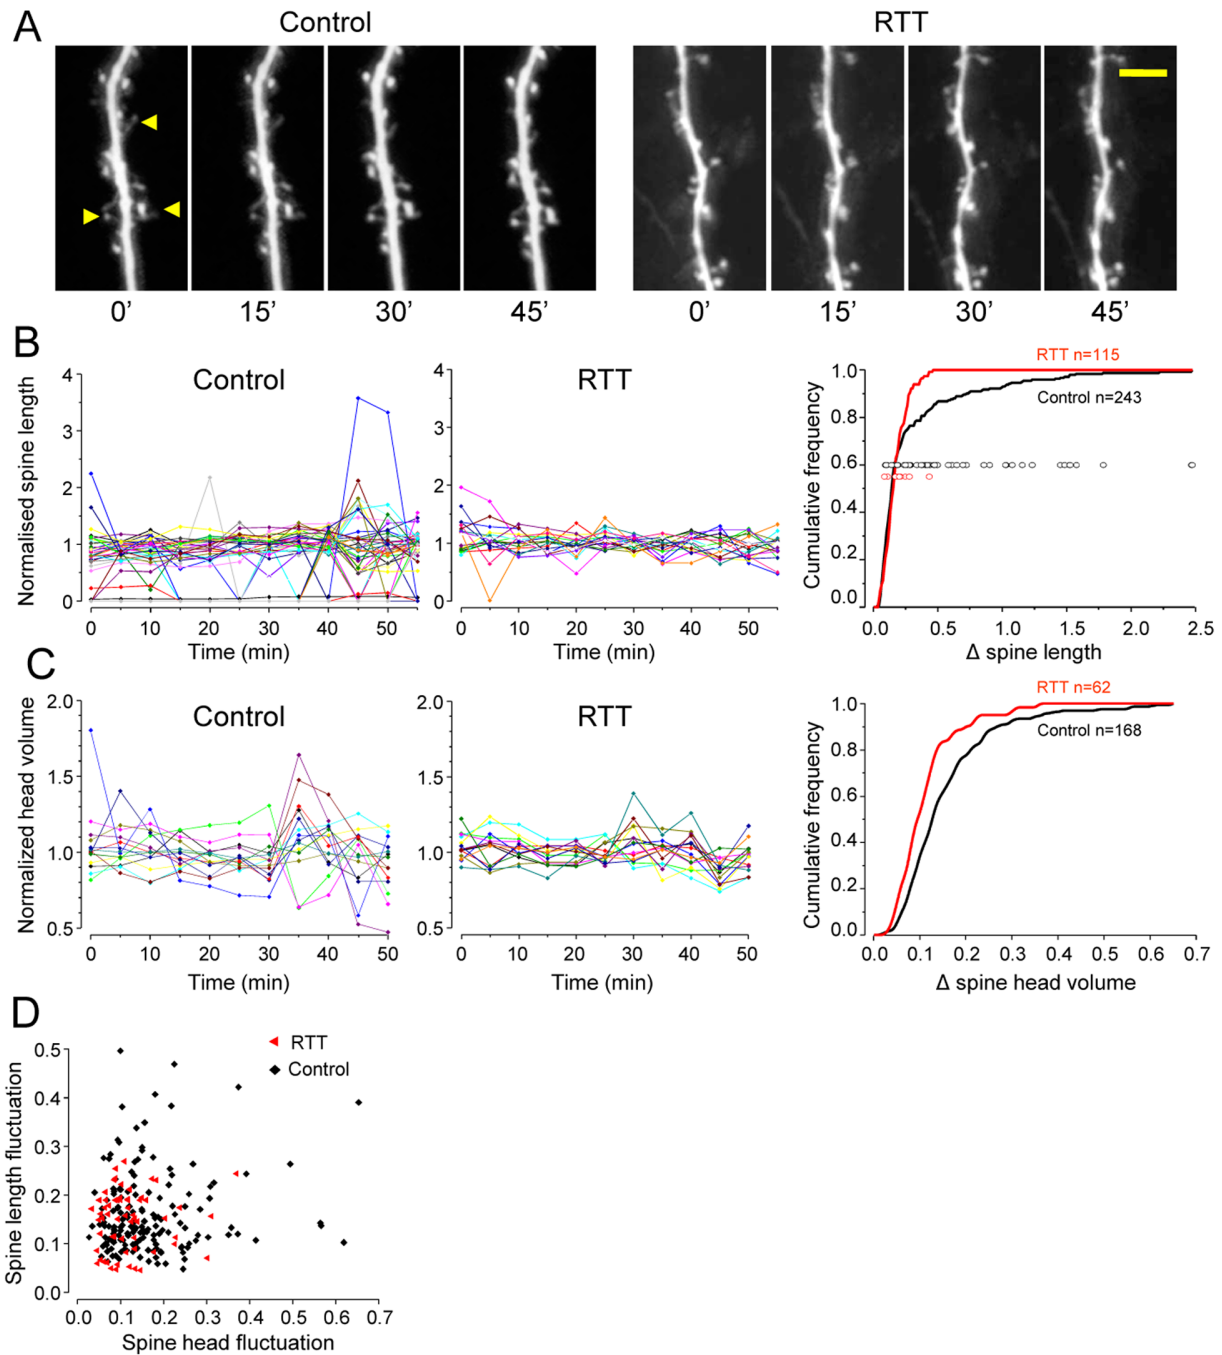 A
Control
RTT
0’
15’
30’
45’
0’
15’
30’
45’
B
Normalised spine length
4
3
2
1
0
Control
0 10 20 30 40 50
Time (min)
4
3
2
1
0
RTT
0 10 20 30 40 50
Time (min)
Cumulative frequency
1.0
0.8
0.6
0.4
0.2
0.0
RTT n=115
Control n=243
0.0 0.5 1.0 1.5 2.0 2.5
Δ spine length
C
Normalized head volume
2.0
1.5
1.0
0.5
Control
0 10 20 30 40 50
Time (min)
2.0
1.5
1.0
0.5
RTT
0 10 20 30 40 50
Time (min)
Cumulative frequency
1.0
0.8
0.6
0.4
0.2
0.0
RTT n=62
Control n=168
0.0 0.1 0.2 0.3 0.4 0.5 0.6 0.7
Δ spine head volume
D
Spine length fluctuation
0.5
0.4
0.3
0.2
0.1
0.0
RTT
Control
0.0 0.1 0.2 0.3 0.4 0.5 0.6 0.7
Spine head fluctuation